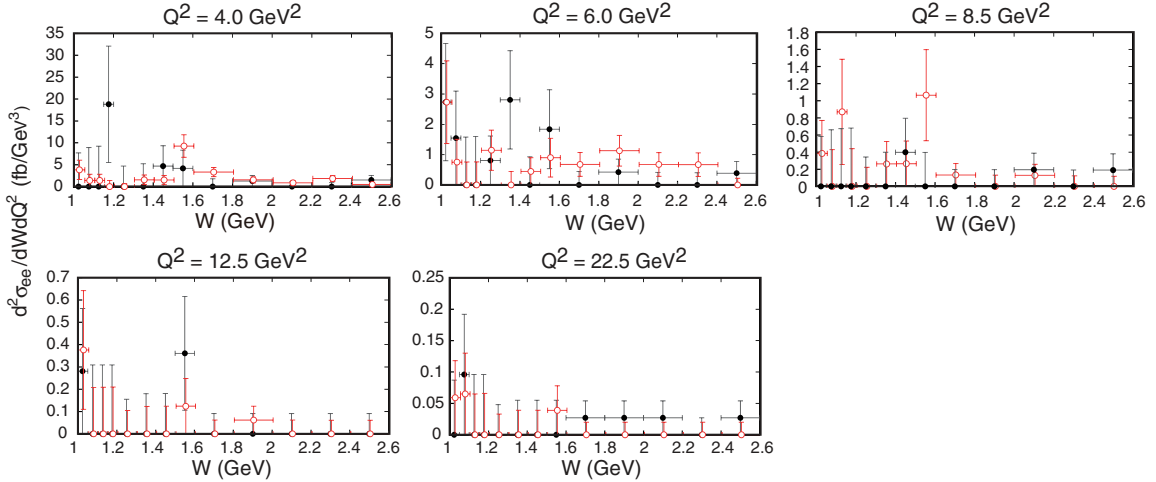 d²σee/dWdQ² (fb/GeV³)
Q² = 4.0 GeV²
35
30
25
20
15
10
5
0
1 1.2 1.4 1.6 1.8 2 2.2 2.4 2.6
W (GeV)
Q² = 6.0 GeV²
5
4
3
2
1
0
1 1.2 1.4 1.6 1.8 2 2.2 2.4 2.6
W (GeV)
Q² = 8.5 GeV²
1.8
1.6
1.4
1.2
1
0.8
0.6
0.4
0.2
0
1 1.2 1.4 1.6 1.8 2 2.2 2.4 2.6
W (GeV)
Q² = 12.5 GeV²
0.7
0.6
0.5
0.4
0.3
0.2
0.1
0
1 1.2 1.4 1.6 1.8 2 2.2 2.4 2.6
W (GeV)
Q² = 22.5 GeV²
0.25
0.2
0.15
0.1
0.05
0
1 1.2 1.4 1.6 1.8 2 2.2 2.4 2.6
W (GeV)